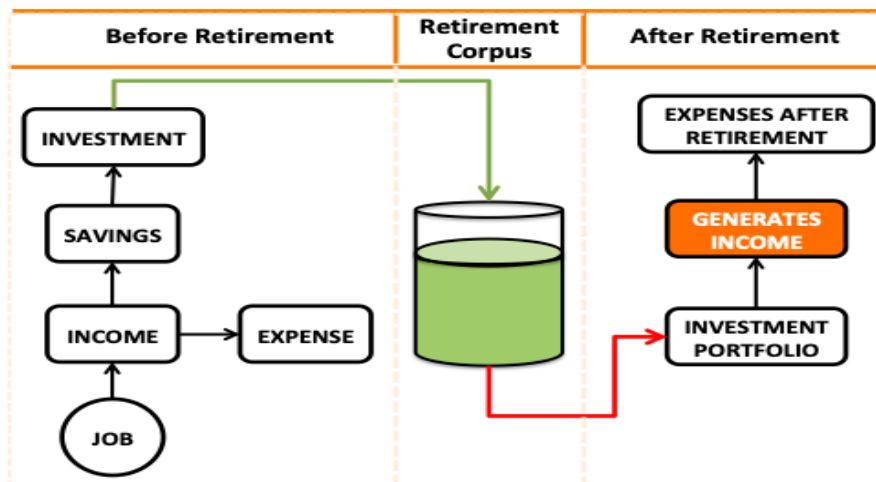 Before Retirement
Retirement
Corpus
After Retirement
INVESTMENT
SAVINGS
INCOME
EXPENSE
JOB
EXPENSES AFTER
RETIREMENT
GENERATES
INCOME
INVESTMENT
PORTFOLIO